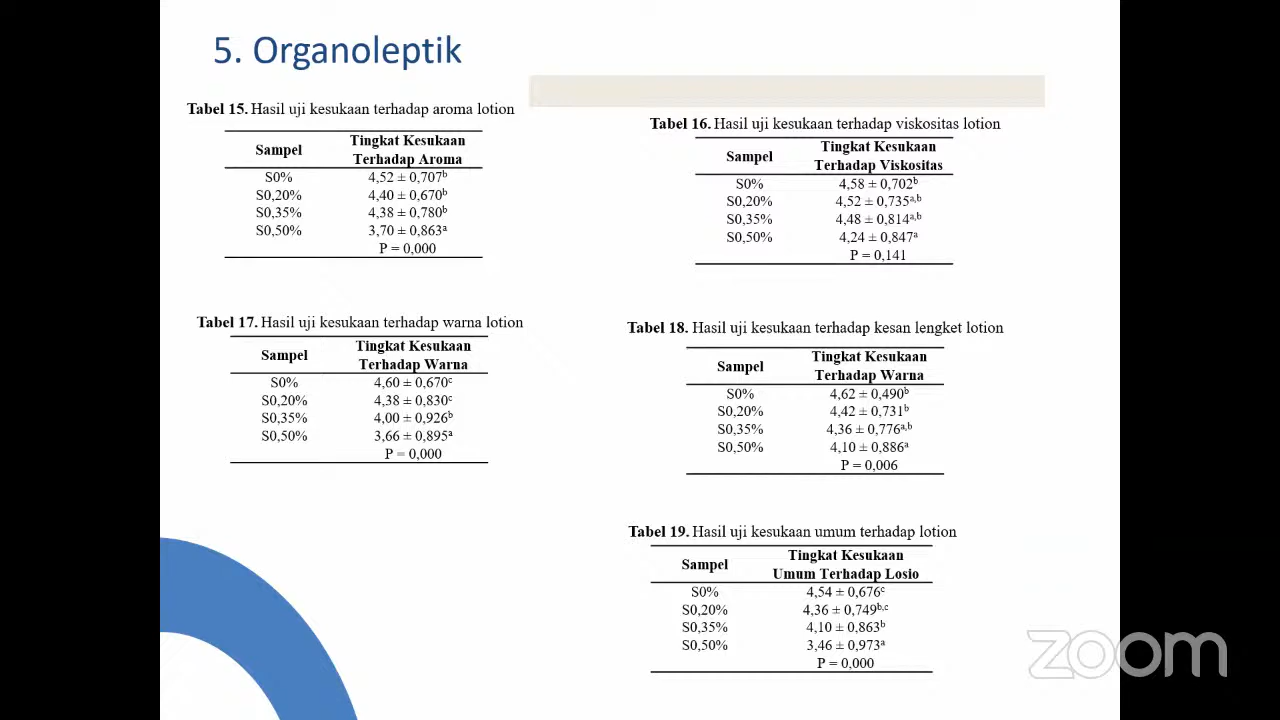 5. Organoleptik
Tabel 15. Hasil uji kesukaan terhadap aroma lotion
Sampel Tingkat Kesukaan
Terhadap Aroma
S0% 4,52 ± 0,707ᵇ
S0,20% 4,40 ± 0,670ᵇ
S0,35% 4,38 ± 0,780ᵇ
S0,50% 3,70 ± 0,863ᵃ
P = 0,000
Tabel 16. Hasil uji kesukaan terhadap viskositas lotion
Sampel Tingkat Kesukaan
Terhadap Viskositas
S0% 4,58 ± 0,702ᵇ
S0,20% 4,52 ± 0,735ᵃ,ᵇ
S0,35% 4,48 ± 0,814ᵃ,ᵇ
S0,50% 4,24 ± 0,847ᵃ
P = 0,141
Tabel 17. Hasil uji kesukaan terhadap warna lotion
Sampel Tingkat Kesukaan
Terhadap Warna
S0% 4,60 ± 0,670ᶜ
S0,20% 4,38 ± 0,830ᶜ
S0,35% 4,00 ± 0,926ᵇ
S0,50% 3,66 ± 0,895ᵃ
P = 0,000
Tabel 18. Hasil uji kesukaan terhadap kesan lengket lotion
Sampel Tingkat Kesukaan
Terhadap Warna
S0% 4,62 ± 0,490ᵇ
S0,20% 4,42 ± 0,731ᵇ
S0,35% 4,36 ± 0,776ᵃ,ᵇ
S0,50% 4,10 ± 0,886ᵃ
P = 0,006
Tabel 19. Hasil uji kesukaan umum terhadap lotion
Sampel Tingkat Kesukaan
Umum Terhadap Losio
S0% 4,54 ± 0,676ᶜ
S0,20% 4,36 ± 0,749ᵇ,ᶜ
S0,35% 4,10 ± 0,863ᵇ
S0,50% 3,46 ± 0,973ᵃ
P = 0,000
zoom